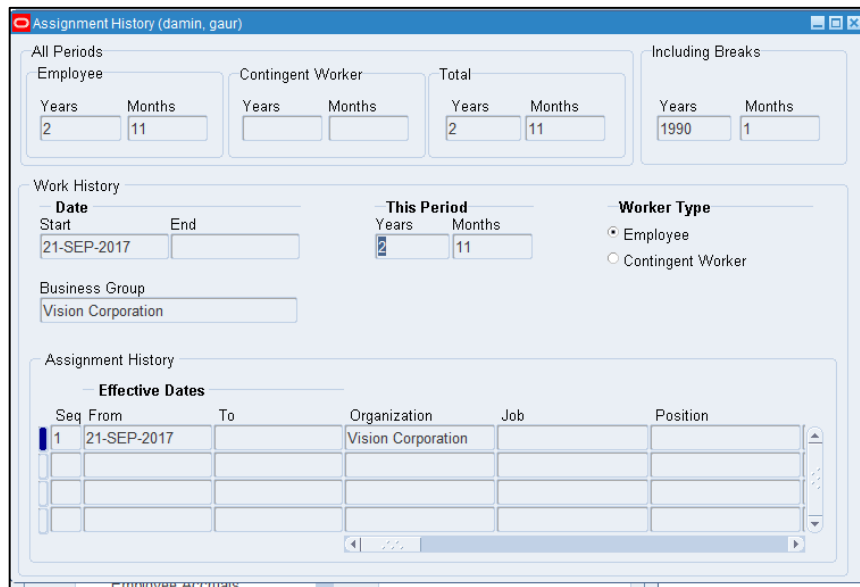 Assignment History (damin, gaur)
All Periods
Including Breaks
Employee Contingent Worker Total
Years Months Years Months Years Months Years Months
2 11 2 11 1990 1
Work History
Date This Period Worker Type
Start End Years Months
21-SEP-2017 2 11 Employee
Contingent Worker
Business Group
Vision Corporation
Assignment History
Effective Dates
Seq From To Organization Job Position
1 21-SEP-2017 Vision Corporation
Employee Accruals